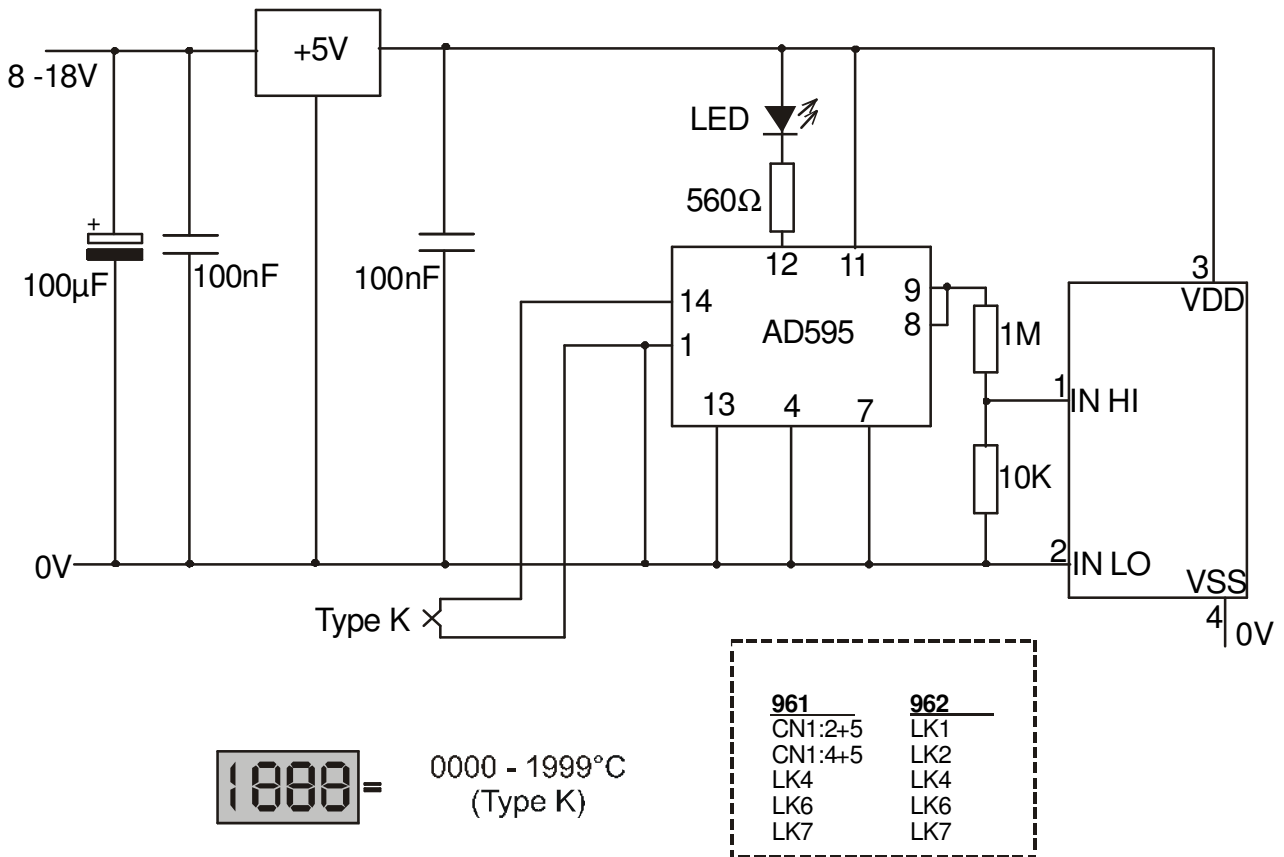 +5V
8 -18V
LED
560Ω
+
100µF
100nF
100nF
12
11
14
1
9
8
AD595
13
4
7
1M
10K
3
VDD
1
IN HI
2
IN LO
VSS
4
0V
0V
Type K
1888
=
0000 - 1999°C
(Type K)
961 962
CN1:2+5 LK1
CN1:4+5 LK2
LK4 LK4
LK6 LK6
LK7 LK7